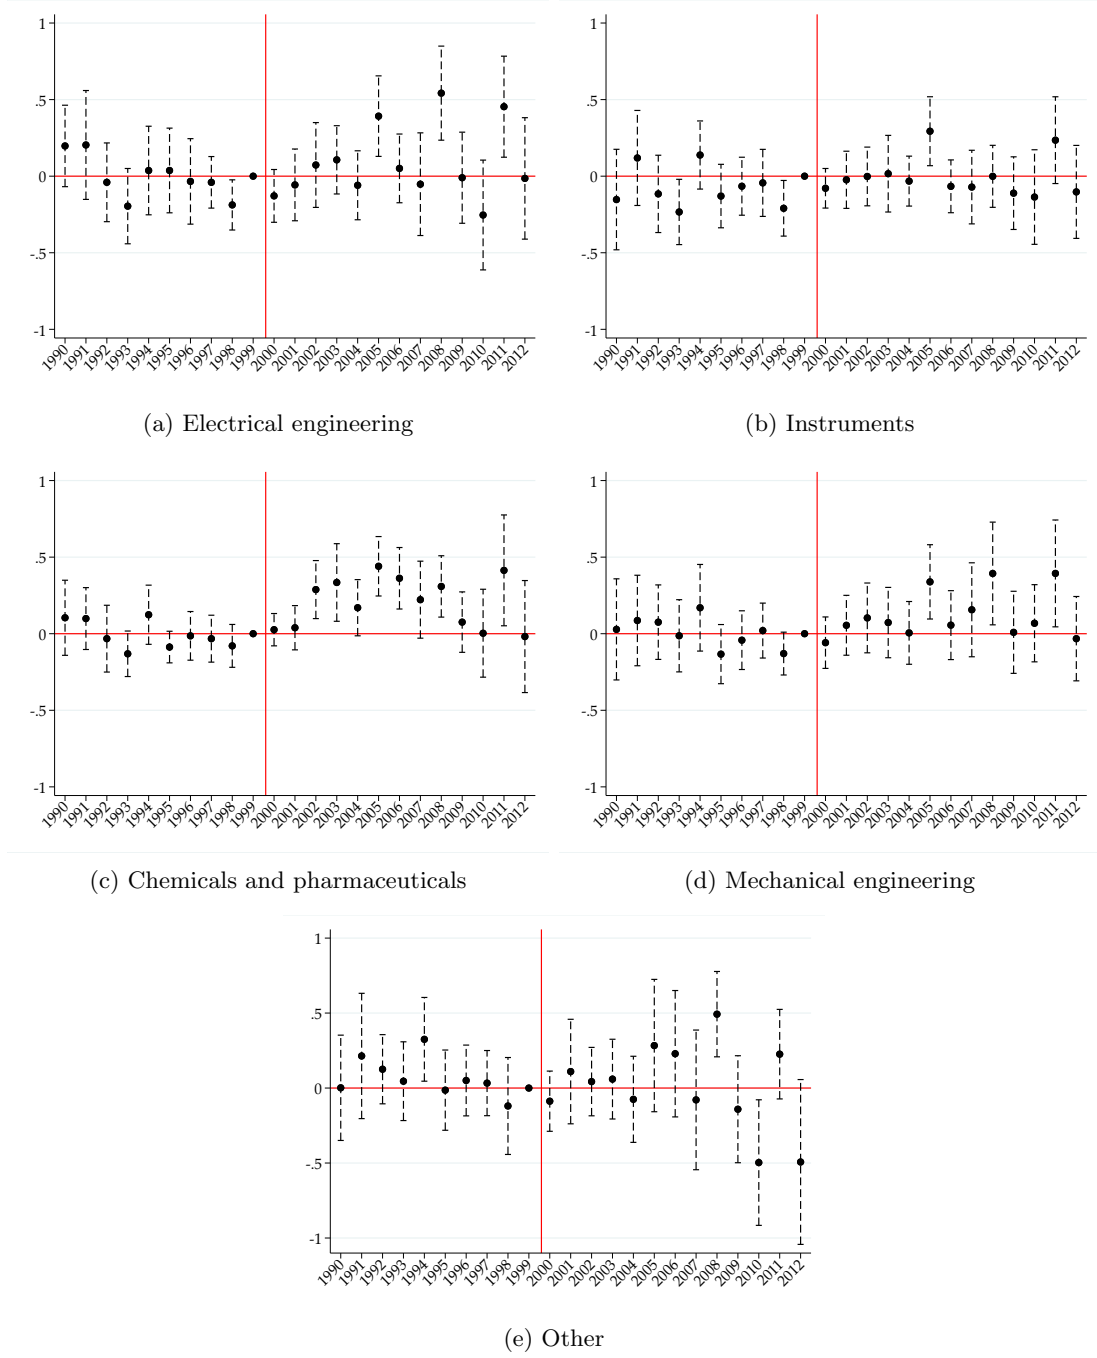 1
.5
0
-.5
-1
1990 1991 1992 1993 1994 1995 1996 1997 1998 1999 2000 2001 2002 2003 2004 2005 2006 2007 2008 2009 2010 2011 2012
(a) Electrical engineering
1
.5
0
-.5
-1
1990 1991 1992 1993 1994 1995 1996 1997 1998 1999 2000 2001 2002 2003 2004 2005 2006 2007 2008 2009 2010 2011 2012
(b) Instruments
1
.5
0
-.5
-1
1990 1991 1992 1993 1994 1995 1996 1997 1998 1999 2000 2001 2002 2003 2004 2005 2006 2007 2008 2009 2010 2011 2012
(c) Chemicals and pharmaceuticals
1
.5
0
-.5
-1
1990 1991 1992 1993 1994 1995 1996 1997 1998 1999 2000 2001 2002 2003 2004 2005 2006 2007 2008 2009 2010 2011 2012
(d) Mechanical engineering
1
.5
0
-.5
-1
1990 1991 1992 1993 1994 1995 1996 1997 1998 1999 2000 2001 2002 2003 2004 2005 2006 2007 2008 2009 2010 2011 2012
(e) Other